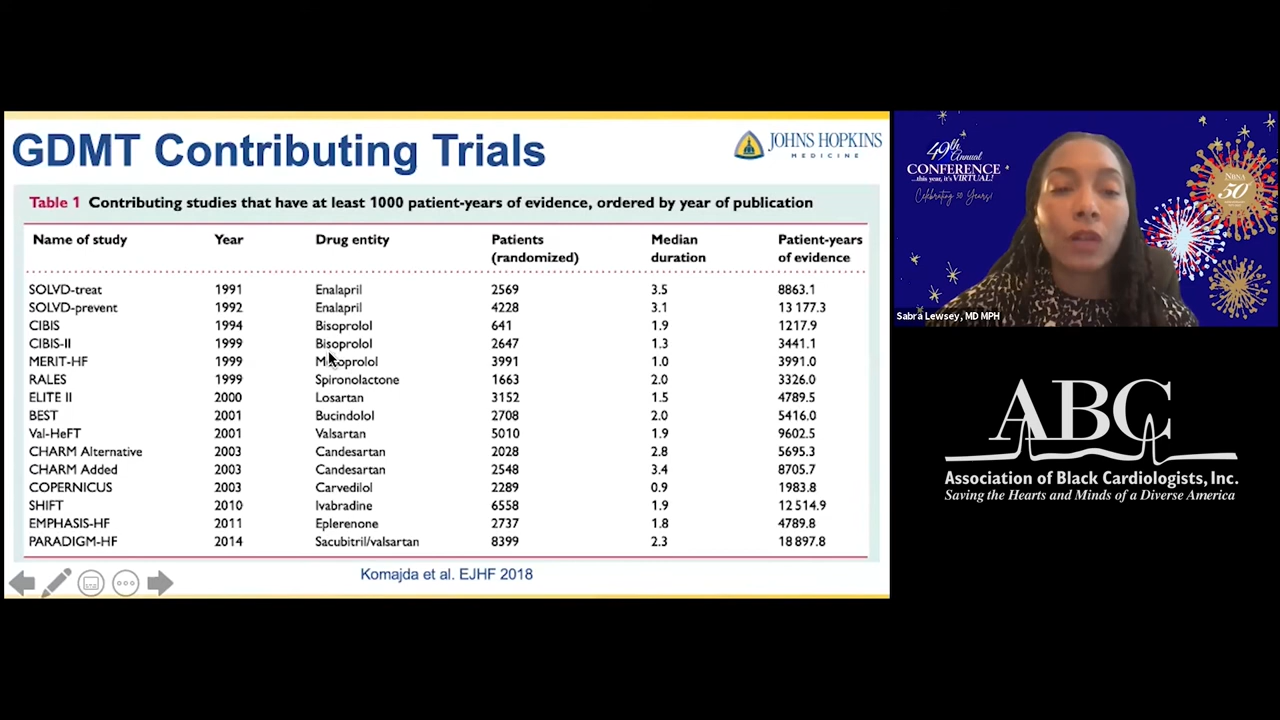 GDMT Contributing Trials
JOHNS HOPKINS
MEDICINE
Table 1 Contributing studies that have at least 1000 patient-years of evidence, ordered by year of publication
Name of study Year Drug entity Patients (randomized) Median duration Patient-years of evidence
SOLVD-treat 1991 Enalapril 2569 3.5 8863.1
SOLVD-prevent 1992 Enalapril 4228 3.1 13 177.3
CIBIS 1994 Bisoprolol 641 1.9 1217.9
CIBIS-II 1999 Bisoprolol 2647 1.3 3441.1
MERIT-HF 1999 Metoprolol 3991 1.0 3991.0
RALES 1999 Spironolactone 1663 2.0 3326.0
ELITE II 2000 Losartan 3152 1.5 4789.5
BEST 2001 Bucindolol 2708 2.0 5416.0
Val-HeFT 2001 Valsartan 5010 1.9 9602.5
CHARM Alternative 2003 Candesartan 2028 2.8 5695.3
CHARM Added 2003 Candesartan 2548 3.4 8705.7
COPERNICUS 2003 Carvedilol 2289 0.9 1983.8
SHIFT 2010 Ivabradine 6558 1.9 12 514.9
EMPHASIS-HF 2011 Eplerenone 2737 1.8 4789.8
PARADIGM-HF 2014 Sacubitril/valsartan 8399 2.3 18 897.8
Komajda et al. EJHF 2018
49th Annual
CONFERENCE
...this year, it's VIRTUAL!
Celebrating 50 Years!
NBNA
50
Sabra Lewsey, MD MPH
ABC
Association of Black Cardiologists, Inc.
Saving the Hearts and Minds of a Diverse America